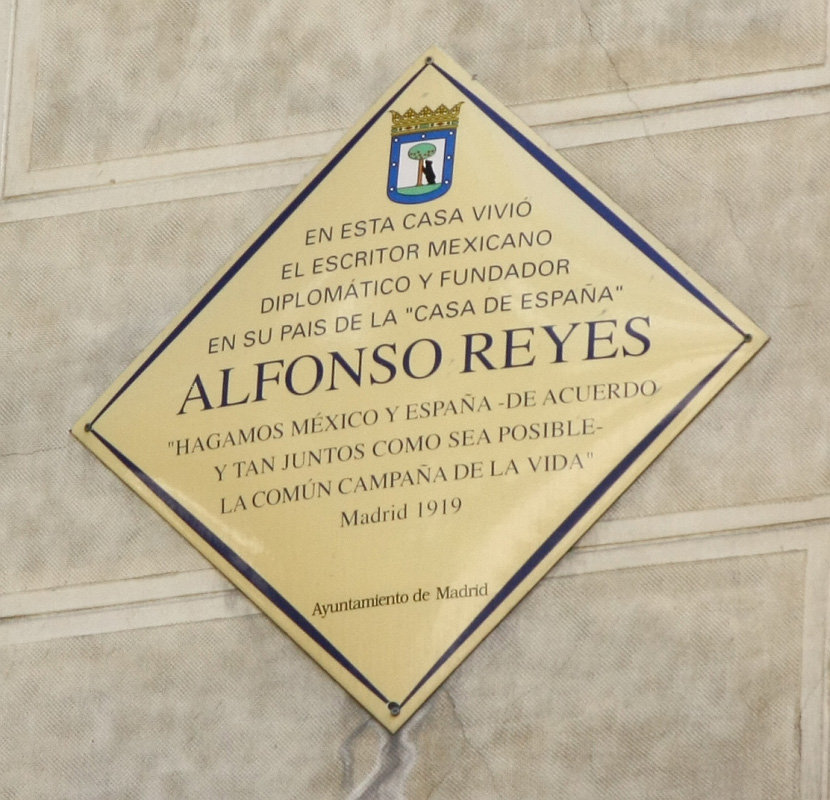 EN ESTA CASA VIVIÓ
EL ESCRITOR MEXICANO
DIPLOMÁTICO Y FUNDADOR
EN SU PAIS DE LA "CASA DE ESPAÑA"
ALFONSO REYES
"HAGAMOS MÉXICO Y ESPAÑA -DE ACUERDO
Y TAN JUNTOS COMO SEA POSIBLE-
LA COMÚN CAMPAÑA DE LA VIDA"
Madrid 1919
Ayuntamiento de Madrid